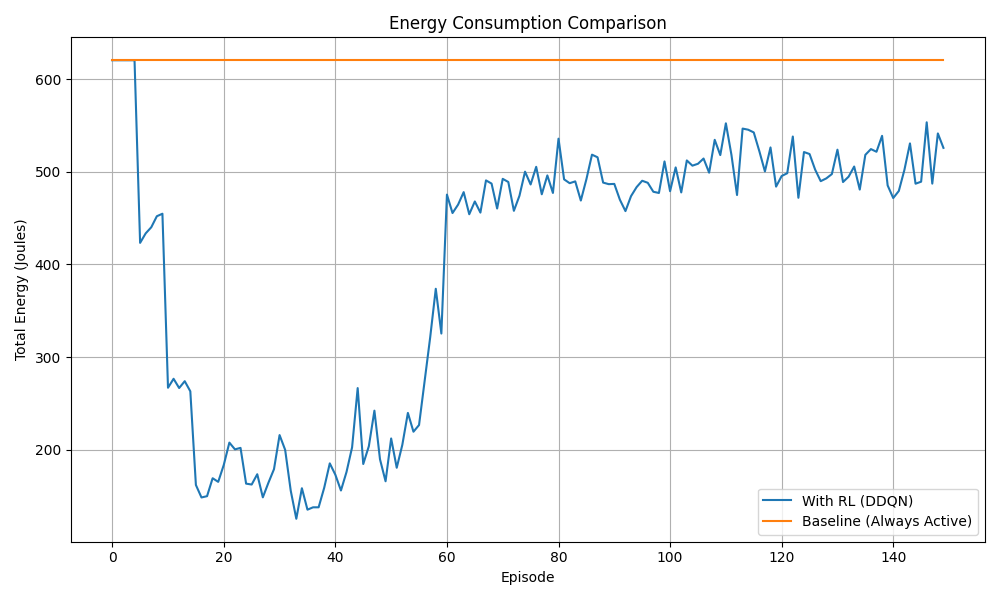 Energy Consumption Comparison
Total Energy (Joules)
600
500
400
300
200
0 20 40 60 80 100 120 140
Episode
With RL (DDQN)
Baseline (Always Active)